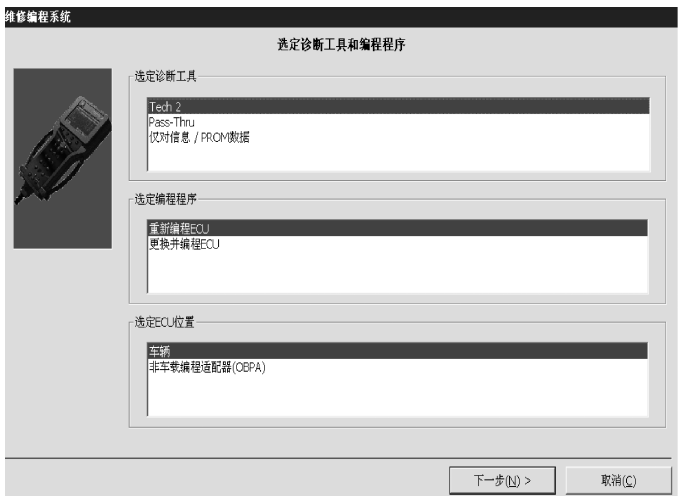 维修编程系统
选定诊断工具和编程程序
选定诊断工具
Tech 2
Pass-Thru
仅对信息 / PROM数据
选定编程程序
重新编程ECU
更换并编程ECU
选定ECU位置
车辆
非车载编程适配器(OBPA)
下一步(N) >
取消(C)